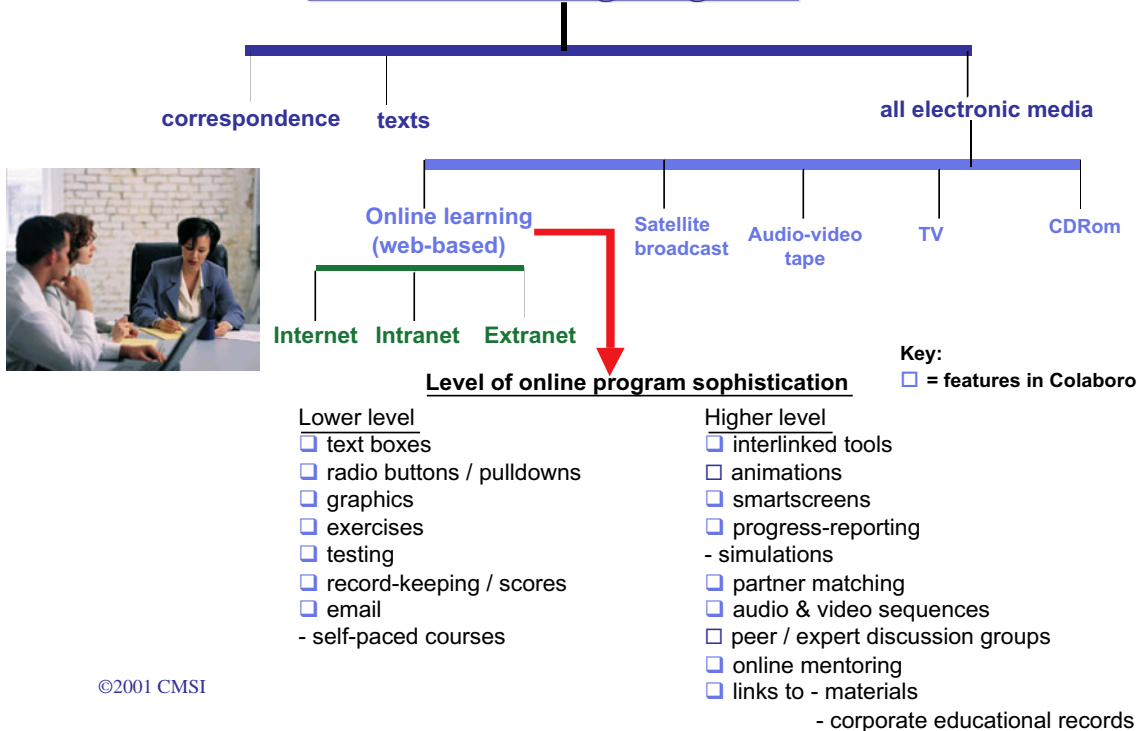 correspondence
texts
all electronic media
Online learning
(web-based)
Satellite
broadcast
Audio-video
tape
TV
CDRom
Internet
Intranet
Extranet
Key:
❑ = features in Colaboro
Level of online program sophistication
Lower level
❑ text boxes
❑ radio buttons / pulldowns
❑ graphics
❑ exercises
❑ testing
❑ record-keeping / scores
❑ email
- self-paced courses
Higher level
❑ interlinked tools
□ animations
❑ smartscreens
❑ progress-reporting
- simulations
❑ partner matching
❑ audio & video sequences
□ peer / expert discussion groups
❑ online mentoring
❑ links to - materials
- corporate educational records
©2001 CMSI